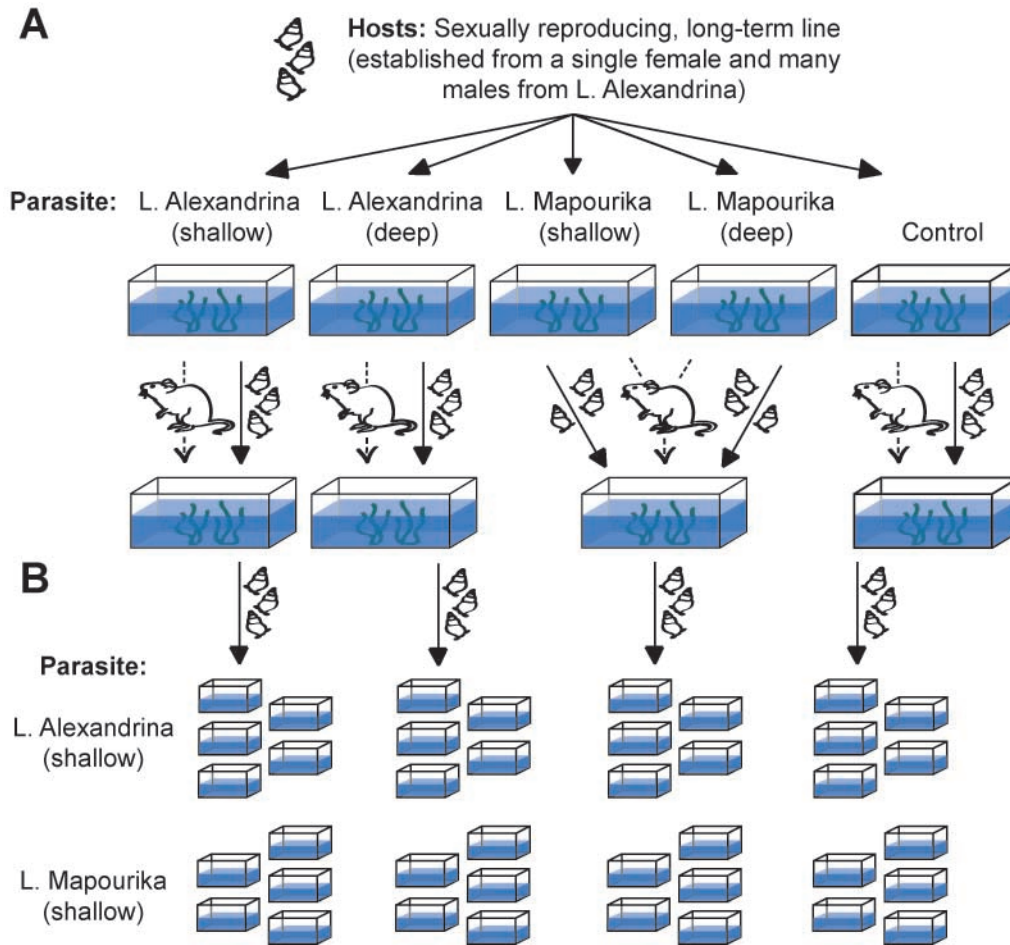 A
Hosts: Sexually reproducing, long-term line
(established from a single female and many
males from L. Alexandrina)
Parasite: L. Alexandrina (shallow)
L. Alexandrina (deep)
L. Mapourika (shallow)
L. Mapourika (deep)
Control
B
Parasite:
L. Alexandrina
(shallow)
L. Mapourika
(shallow)